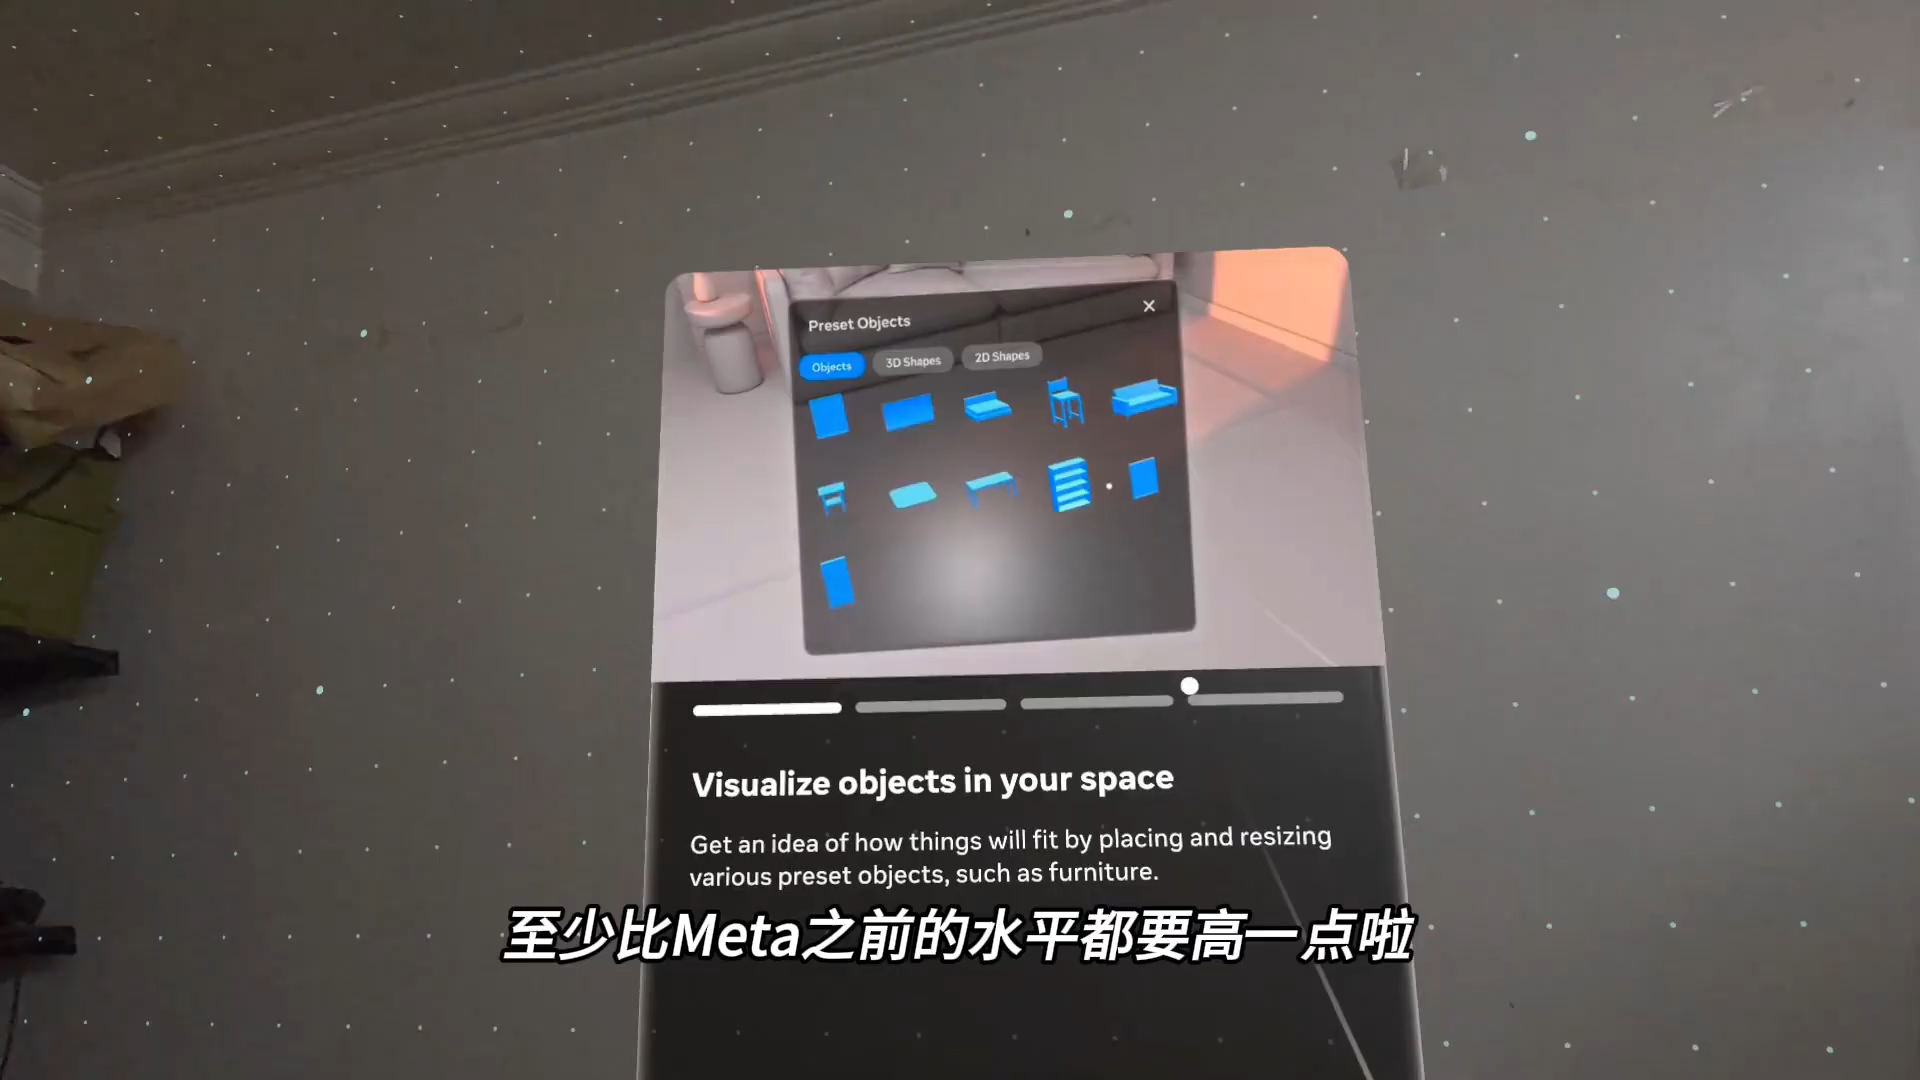 Preset Objects
Objects
3D Shapes
2D Shapes
Visualize objects in your space
Get an idea of how things will fit by placing and resizing
various preset objects, such as furniture.
至少比Meta之前的水平都要高一点啦